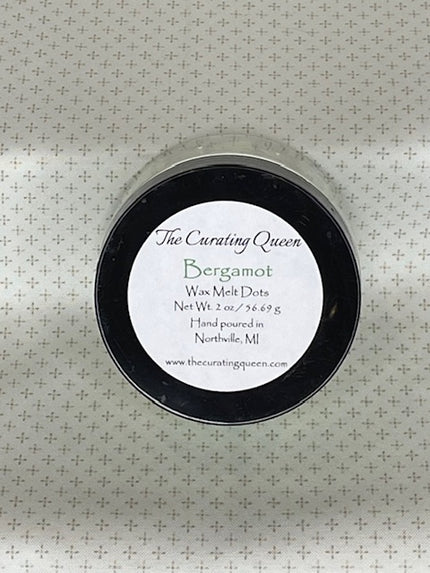 The Curating Queen
Bergamot
Wax Melt Dots
Net Wt. 2 oz / 56.69 g
Hand poured in
Northville, MI
www.thecuratingqueen.com